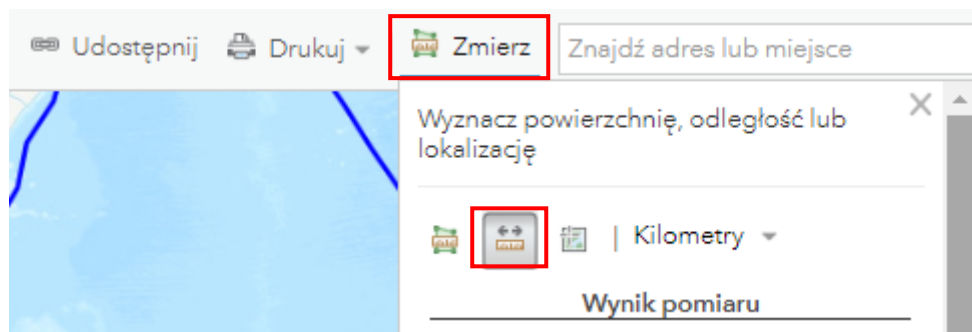 Udostępnij Drukuj Zmierz Znajdź adres lub miejsce
Wyznacz powierzchnię, odległość lub
lokalizację
| Kilometry
Wynik pomiaru